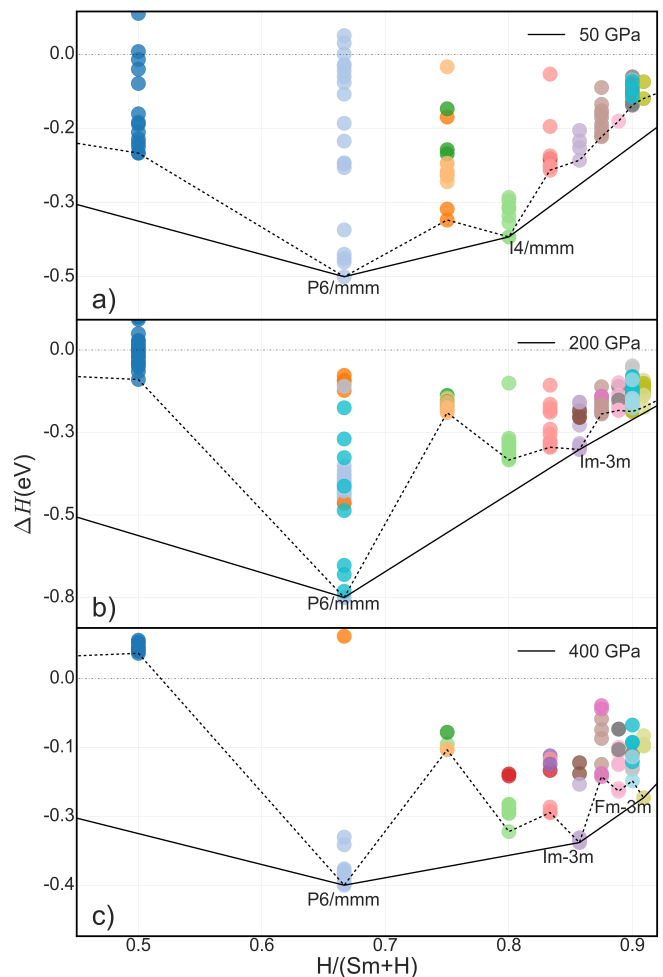 50 GPa
0.0
-0.2
-0.3
-0.5
I4/mmm
P6/mmm
a)
200 GPa
0.0
-0.3
-0.5
-0.8
Im-3m
P6/mmm
b)
ΔH(eV)
400 GPa
0.0
-0.1
-0.3
-0.4
Fm-3m
Im-3m
P6/mmm
c)
0.5 0.6 0.7 0.8 0.9
H/(Sm+H)